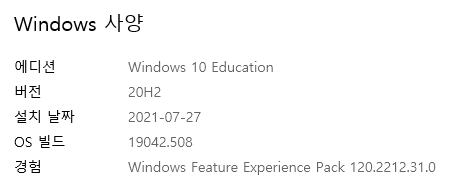 Windows 사양
에디션 Windows 10 Education
버전 20H2
설치 날짜 2021-07-27
OS 빌드 19042.508
경험 Windows Feature Experience Pack 120.2212.31.0